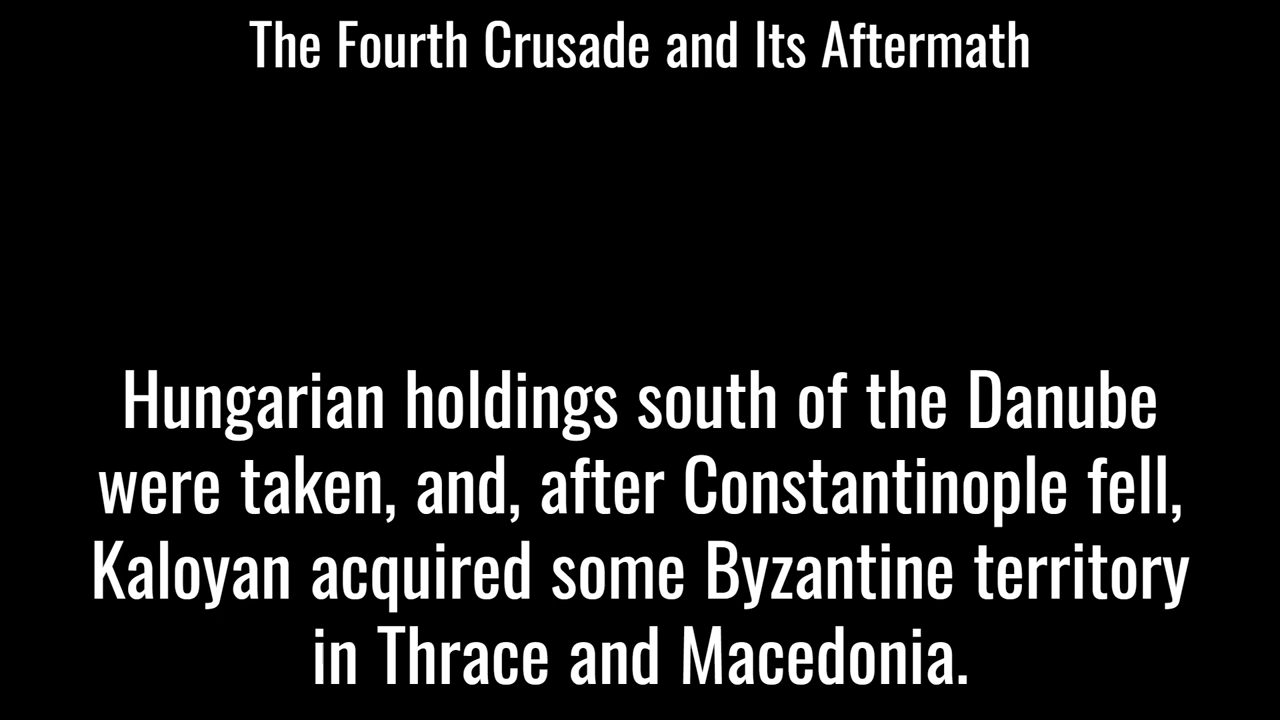 The Fourth Crusade and Its Aftermath
Hungarian holdings south of the Danube
were taken, and, after Constantinople fell,
Kaloyan acquired some Byzantine territory
in Thrace and Macedonia.